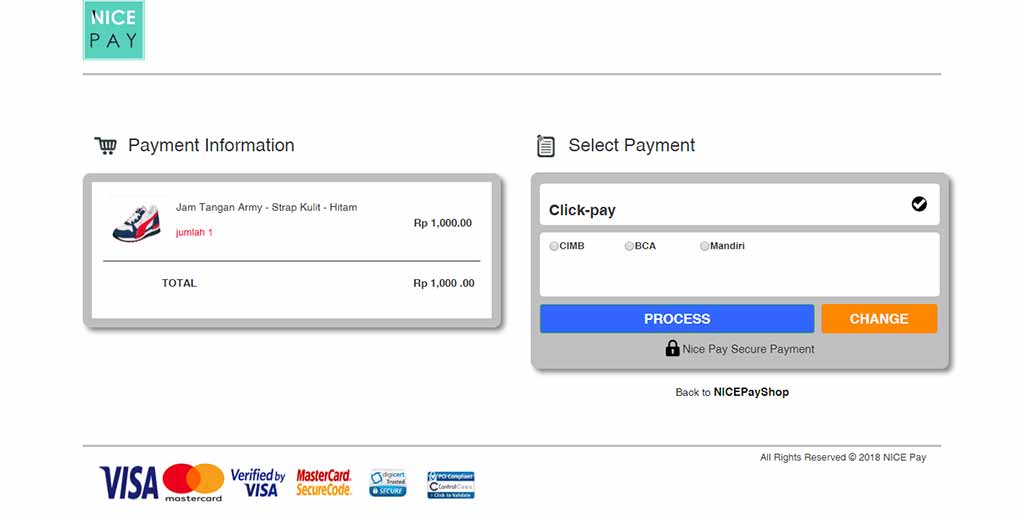 NICE
PAY
Payment Information
Jam Tangan Army - Strap Kulit - Hitam
jumlah 1
Rp 1,000.00
TOTAL
Rp 1,000 .00
Select Payment
Click-pay
CIMB
BCA
Mandiri
PROCESS
CHANGE
Nice Pay Secure Payment
Back to NICEPayShop
All Rights Reserved © 2018 NICE Pay
VISA
mastercard
Verified by
VISA
MasterCard.
SecureCode.
digicert
Trusted
SECURE
PCI Compliant
ControlCase
Click to Validate